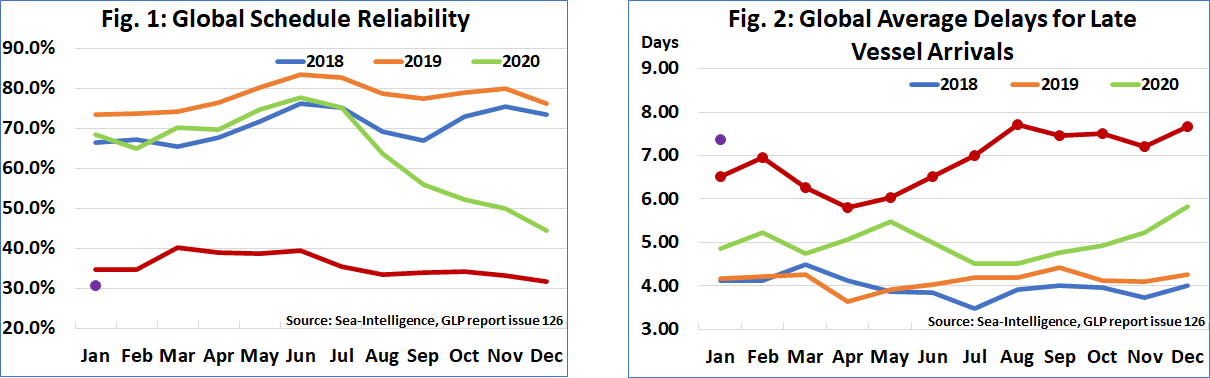 Fig. 1: Global Schedule Reliability
90.0%
2018 2019 2020
80.0%
70.0%
60.0%
50.0%
40.0%
30.0%
20.0%
Source: Sea-Intelligence, GLP report issue 126
Jan Feb Mar Apr May Jun Jul Aug Sep Oct Nov Dec
Fig. 2: Global Average Delays for Late
Vessel Arrivals
Days
9.00
2018 2019 2020
8.00
7.00
6.00
5.00
4.00
3.00
Source: Sea-Intelligence, GLP report issue 126
Jan Feb Mar Apr May Jun Jul Aug Sep Oct Nov Dec